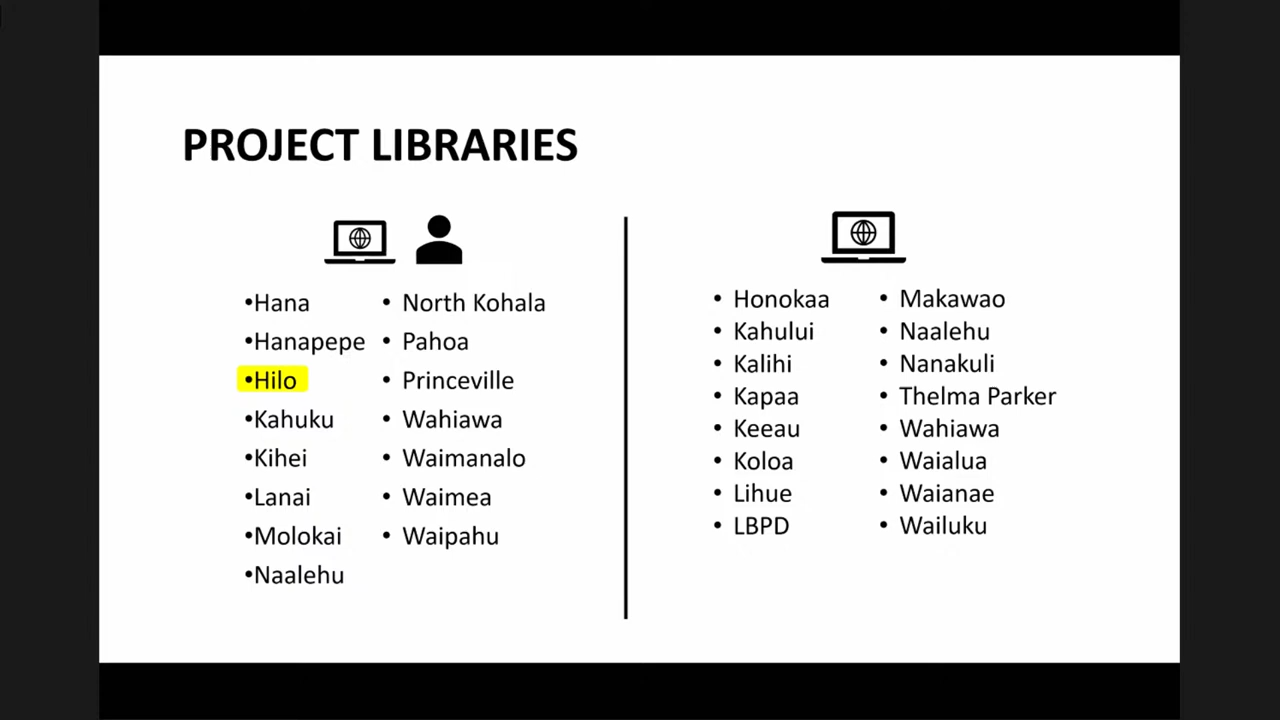 PROJECT LIBRARIES
•Hana
•Hanapepe
•Hilo
•Kahuku
•Kihei
•Lanai
•Molokai
•Naalehu
• North Kohala
• Pahoa
• Princeville
• Wahiawa
• Waimanalo
• Waimea
• Waipahu
• Honokaa
• Kahului
• Kalihi
• Kapaa
• Keeau
• Koloa
• Lihue
• LBPD
• Makawao
• Naalehu
• Nanakuli
• Thelma Parker
• Wahiawa
• Waialua
• Waianae
• Wailuku